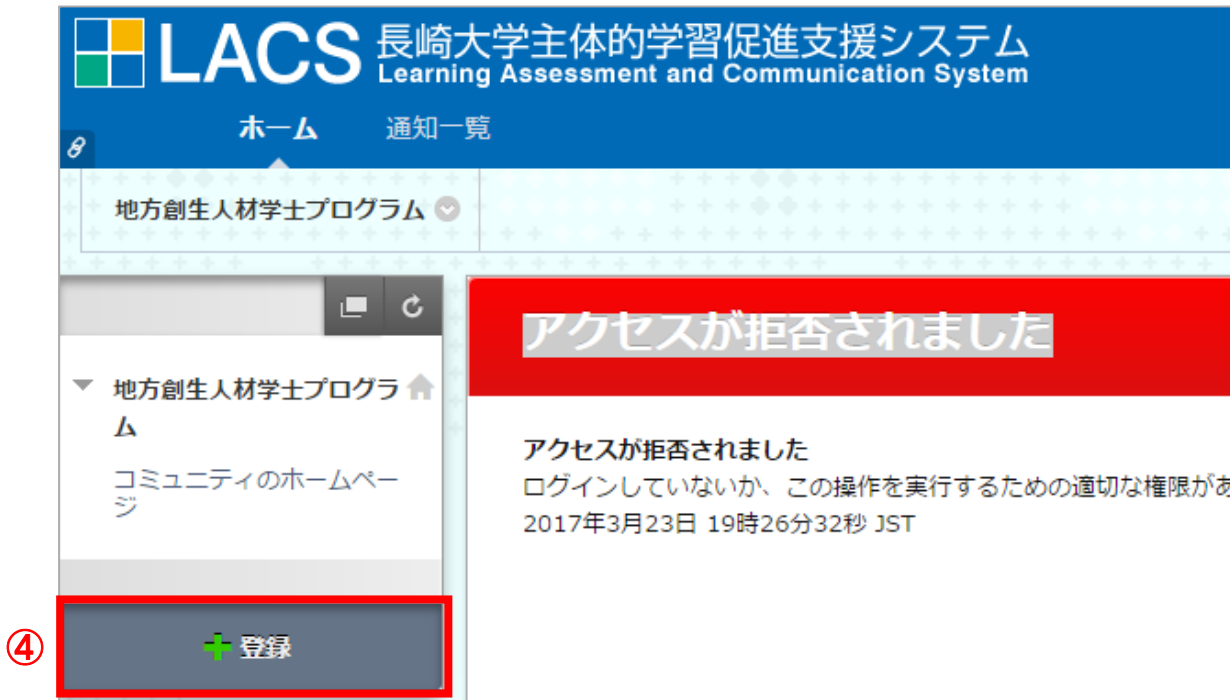 LACS 長崎大学主体的学習促進支援システム
Learning Assessment and Communication System
ホーム 通知一覧
地方創生人材学士プログラム
アクセスが拒否されました
地方創生人材学士プログラ
ム
コミュニティのホームペー
ジ
アクセスが拒否されました
ログインしていないか、この操作を実行するための適切な権限があ
2017年3月23日 19時26分32秒 JST
④ 登録